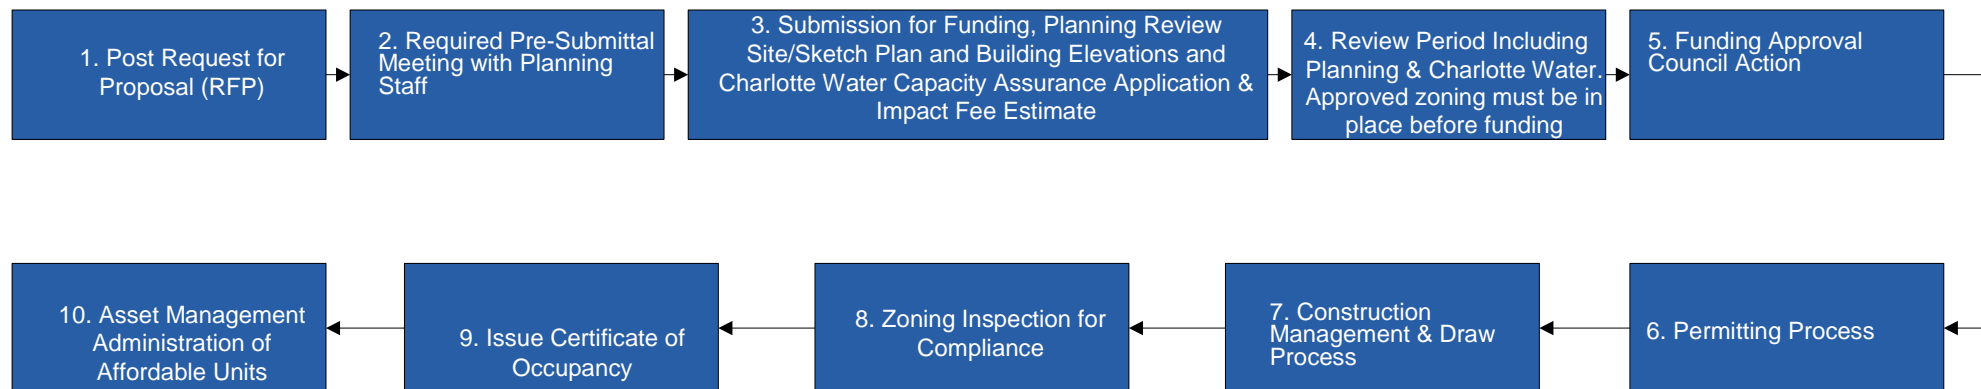 1. Post Request for
Proposal (RFP)
2. Required Pre-Submittal
Meeting with Planning
Staff
3. Submission for Funding, Planning Review
Site/Sketch Plan and Building Elevations and
Charlotte Water Capacity Assurance Application &
Impact Fee Estimate
4. Review Period Including
Planning & Charlotte Water.
Approved zoning must be in
place before funding
5. Funding Approval
Council Action
6. Permitting Process
7. Construction
Management & Draw
Process
8. Zoning Inspection for
Compliance
9. Issue Certificate of
Occupancy
10. Asset Management
Administration of
Affordable Units